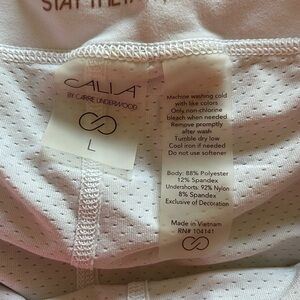 STAY THE
CALIA
BY CARRIE UNDERWOOD
L
Machine washing cold
with like colors
Only non-chlorine
bleach when needed
Remove promptly
after wash
Tumble dry low
Cool iron if needed
Do not use softener
Body: 88% Polyester
12% Spandex
Undershorts: 92% Nylon
8% Spandex
Exclusive of Decoration
Made in Vietnam
RN# 104141